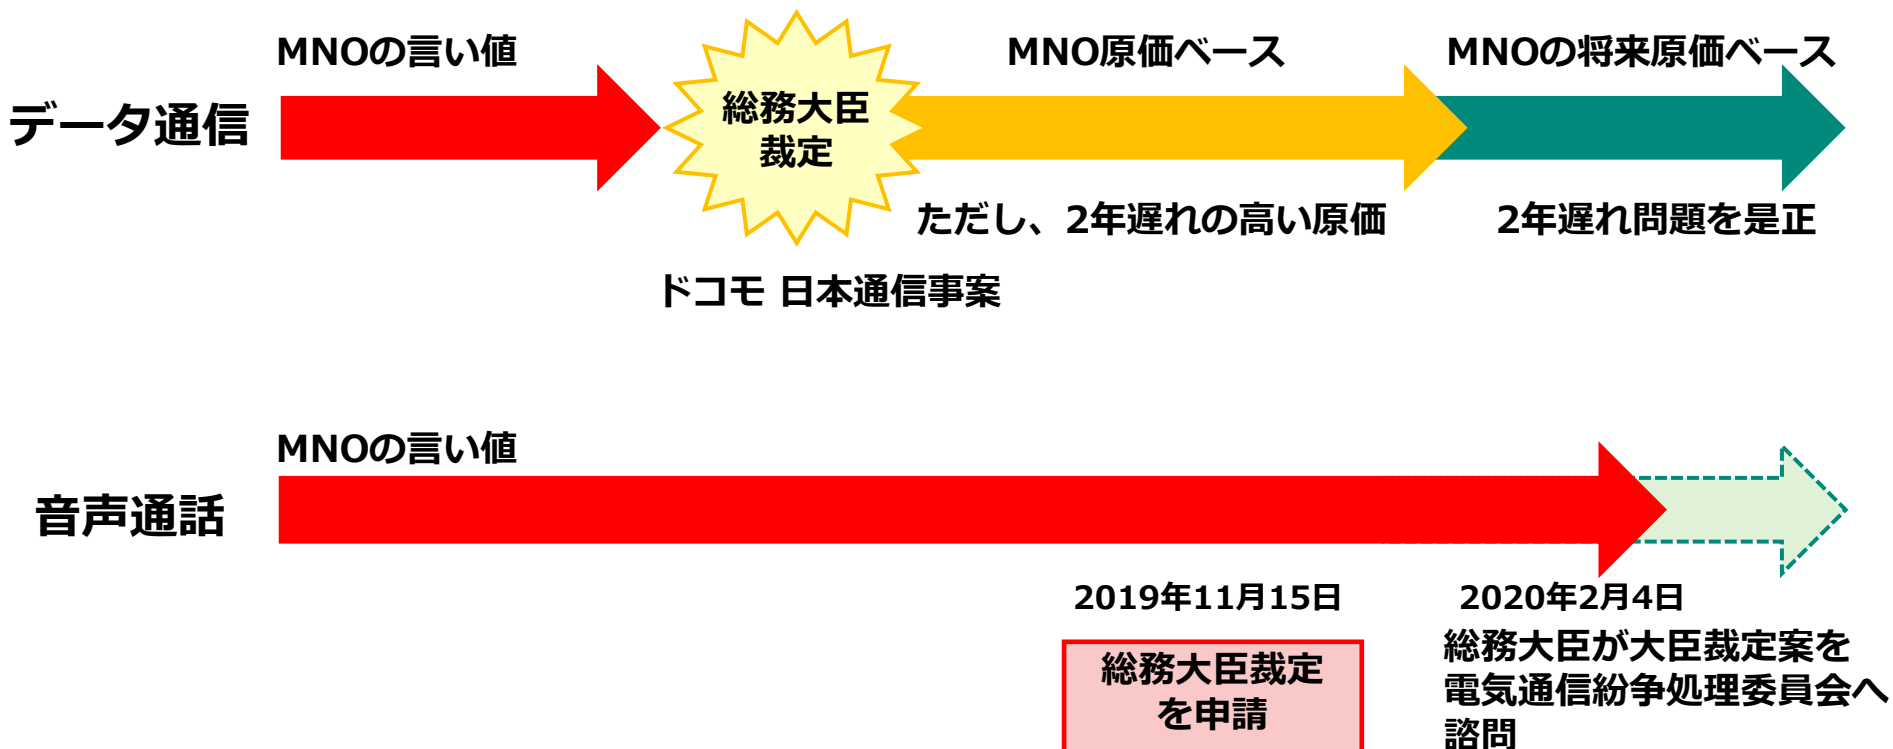 MNOの言い値
MNO原価ベース
MNOの将来原価ベース
データ通信
総務大臣
裁定
ただし、2年遅れの高い原価
2年遅れ問題を是正
ドコモ 日本通信事案
MNOの言い値
音声通話
2019年11月15日
2020年2月4日
総務大臣裁定
を申請
総務大臣が大臣裁定案を
電気通信紛争処理委員会へ
諮問